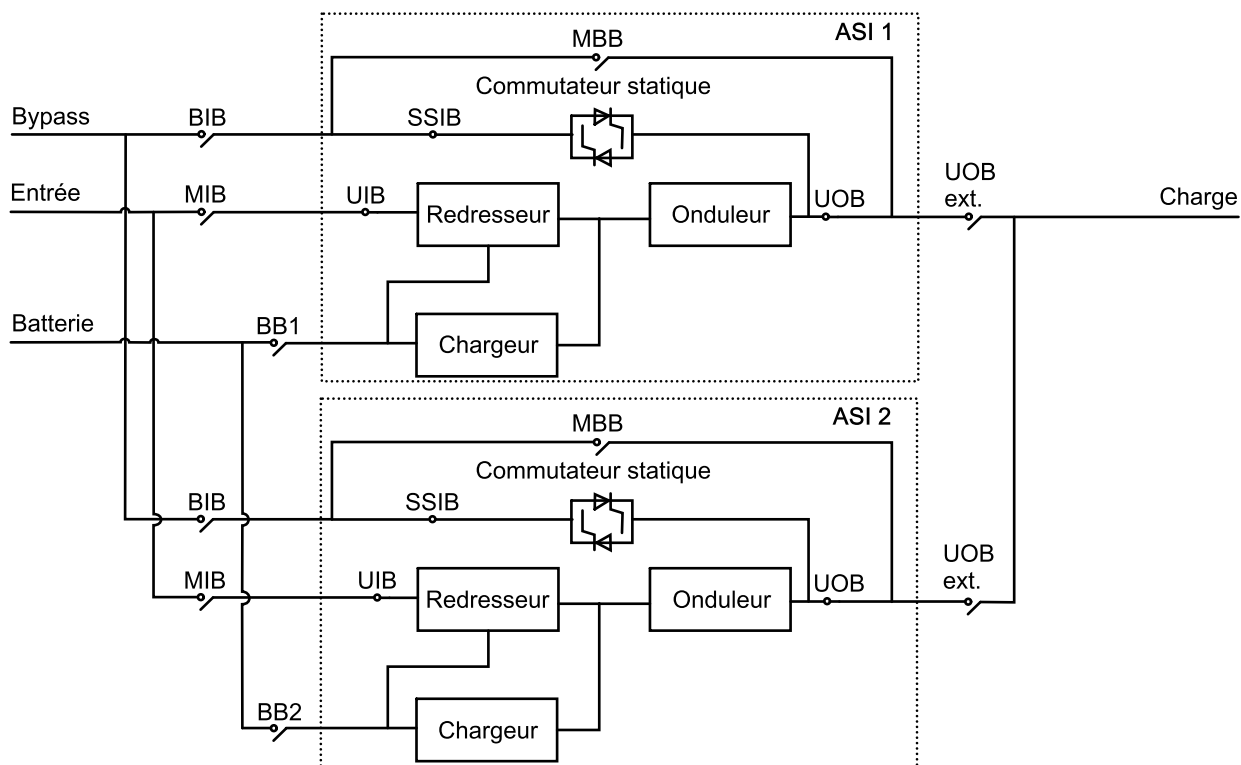 ASI 1
MBB
Commutateur statique
Bypass
BIB
SSIB
Entrée
MIB
UIB
Redresseur
Onduleur
UOB
UOB
ext.
Charge
Batterie
BB1
Chargeur
ASI 2
MBB
Commutateur statique
BIB
SSIB
MIB
UIB
Redresseur
Onduleur
UOB
UOB
ext.
BB2
Chargeur